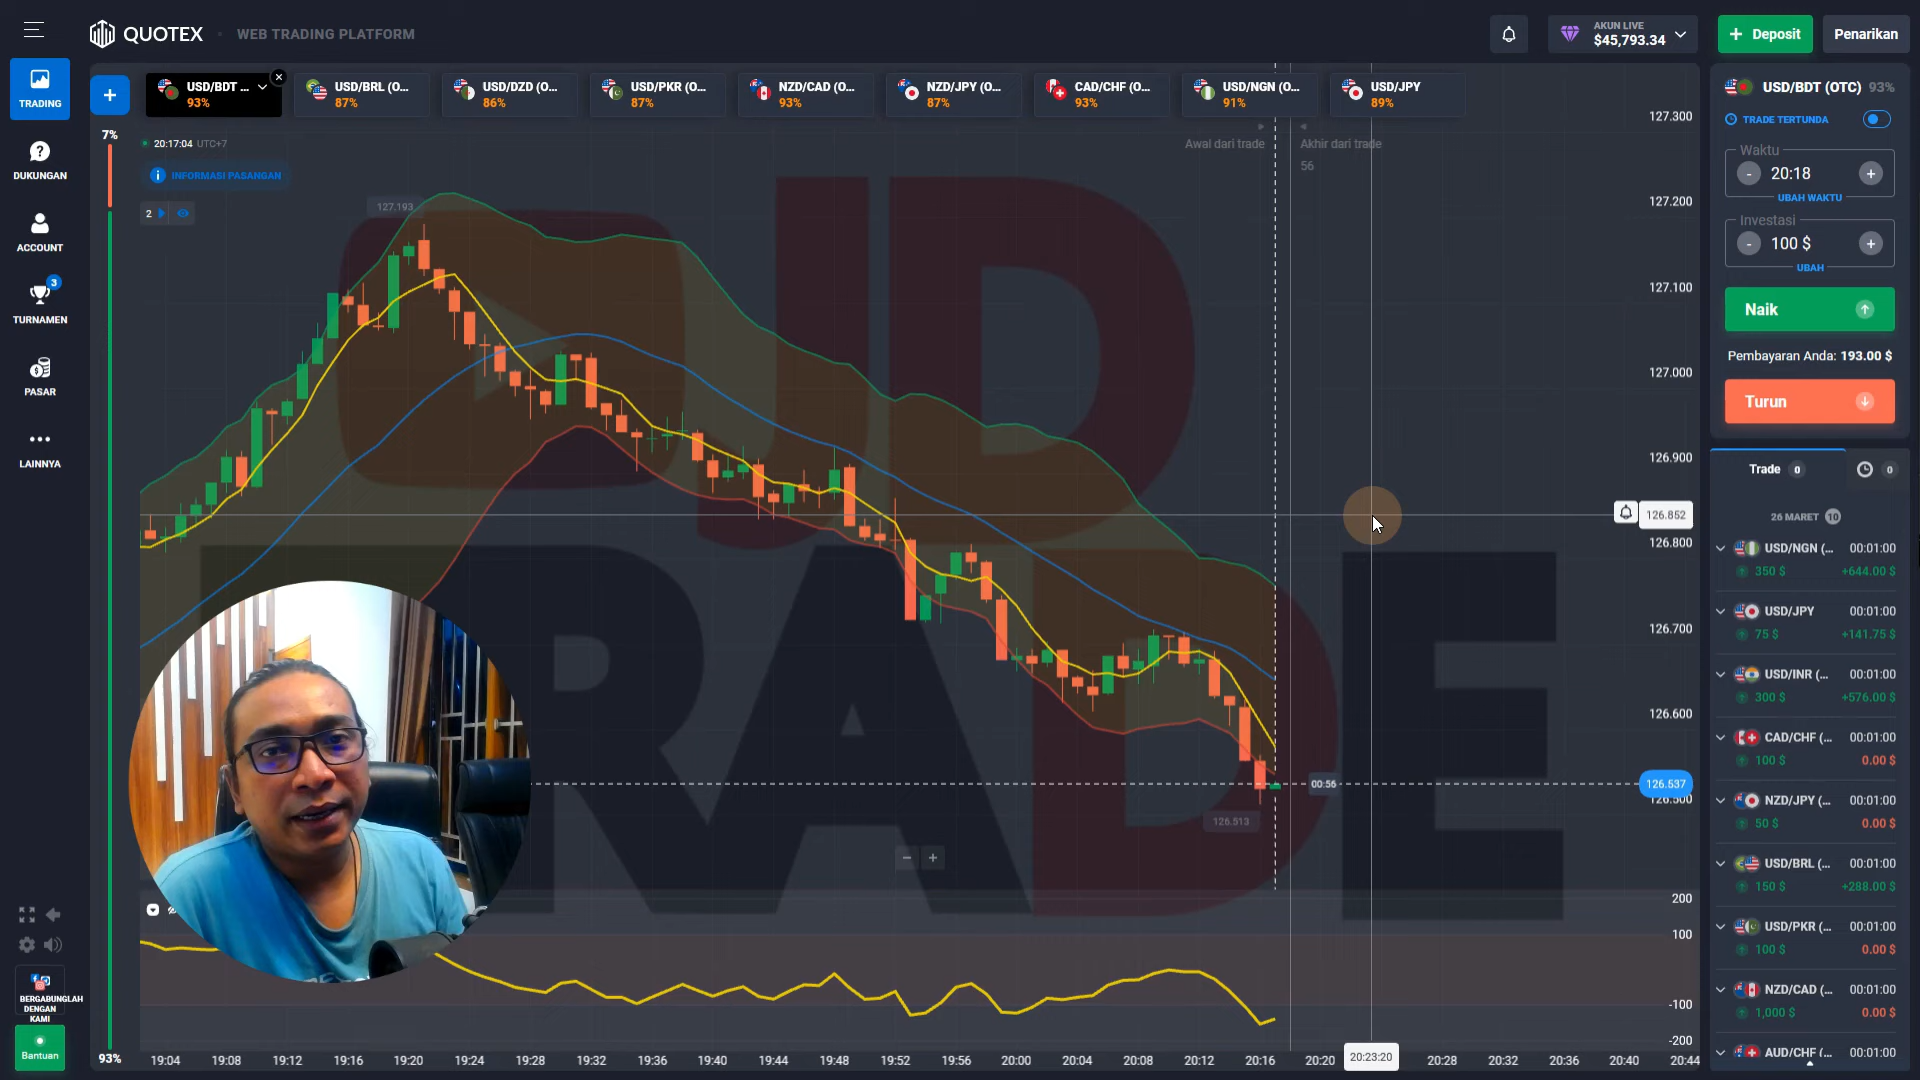 QUOTEX
WEB TRADING PLATFORM
AKUN LIVE
$45,793.34
+ Deposit
Penarikan
TRADING
DUKUNGAN
ACCOUNT
3
TURNAMEN
PASAR
LAINNYA
BERGABUNGLAH
DENGAN
KAMI
Bantuan
+
USD/BDT ...
93%
USD/BRL (O...
87%
USD/DZD (O...
86%
USD/PKR (O...
87%
NZD/CAD (O...
93%
NZD/JPY (O...
87%
CAD/CHF (O...
93%
USD/NGN (O...
91%
USD/JPY
89%
7%
93%
20:17:04 UTC+7
INFORMASI PASANGAN
2
127.193
Awal dari trade
Akhir dari trade
56
JD
TRADE
00:56
126.513
127.300
127.200
127.100
127.000
126.900
126.852
126.800
126.700
126.600
126.537
126.500
200
100
-100
-200
19:04 19:08 19:12 19:16 19:20 19:24 19:28 19:32 19:36 19:40 19:44 19:48 19:52 19:56 20:00 20:04 20:08 20:12 20:16 20:20 20:23:20 20:28 20:32 20:36 20:40 20:44
USD/BDT (OTC) 93%
TRADE TERTUNDA
Waktu
- 20:18 +
UBAH WAKTU
Investasi
- 100 $ +
UBAH
Naik
Pembayaran Anda: 193.00 $
Turun
Trade 0
0
26 MARET 10
USD/NGN (... 00:01:00
350 $ +644.00 $
USD/JPY 00:01:00
75 $ +141.75 $
USD/INR (... 00:01:00
300 $ +576.00 $
CAD/CHF (... 00:01:00
100 $ 0.00 $
NZD/JPY (... 00:01:00
50 $ 0.00 $
USD/BRL (... 00:01:00
150 $ +288.00 $
USD/PKR (... 00:01:00
100 $ 0.00 $
NZD/CAD (... 00:01:00
1,000 $ 0.00 $
AUD/CHF (... 00:01:00